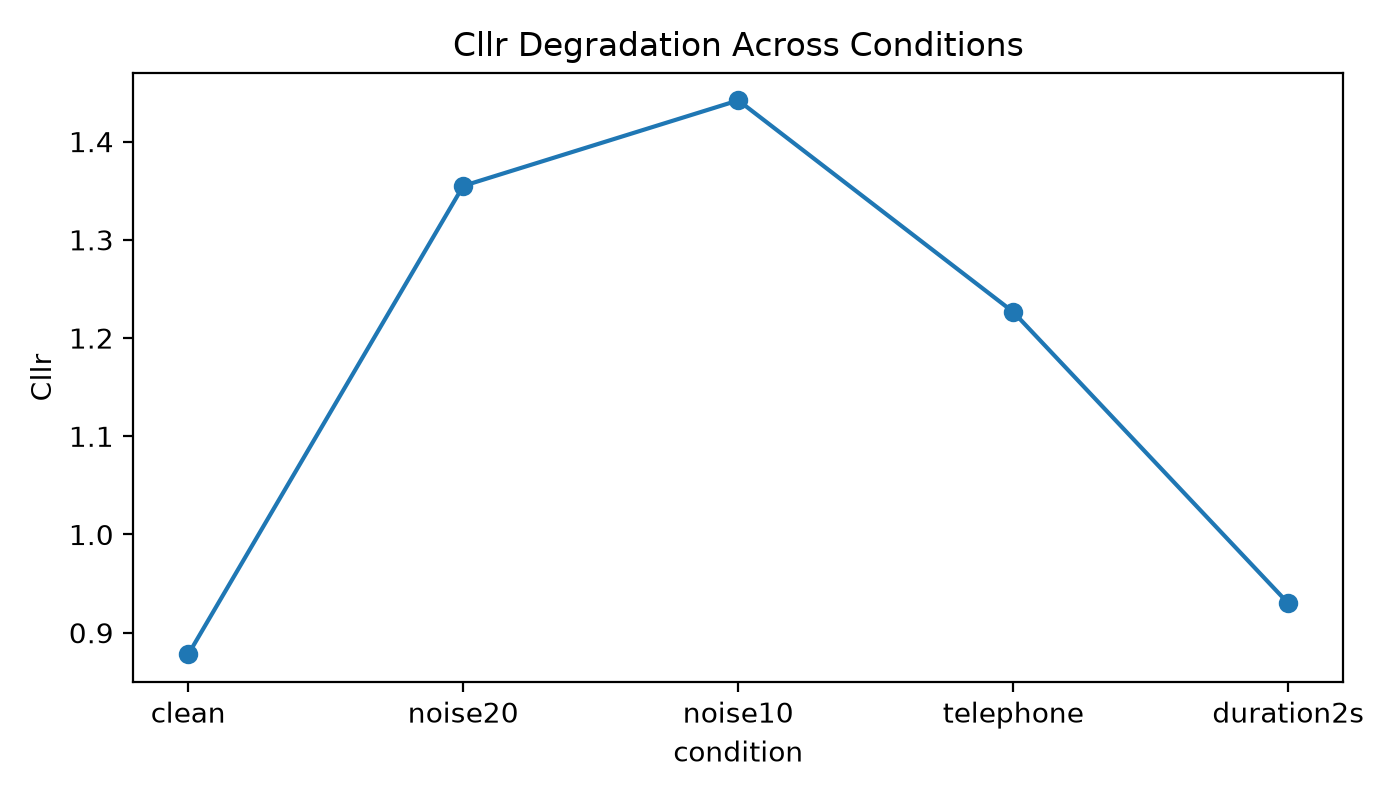 Cllr Degradation Across Conditions
Cllr
1.4
1.3
1.2
1.1
1.0
0.9
clean noise20 noise10 telephone duration2s
condition